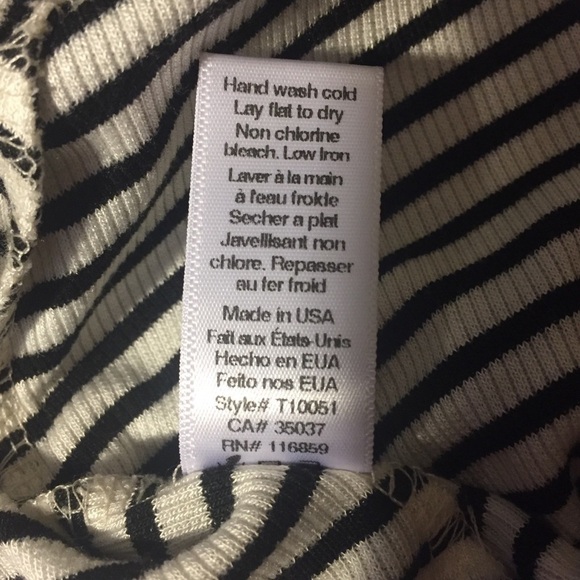 Hand wash cold
Lay flat to dry
Non chlorine
bleach. Low Iron
Laver à la main
à l'eau froide
Secher a plat
Javellisant non
chlore. Repasser
au fer froid
Made in USA
Fait aux États-Unis
Hecho en EUA
Feito nos EUA
Style# T10051
CA# 35037
RN# 116859